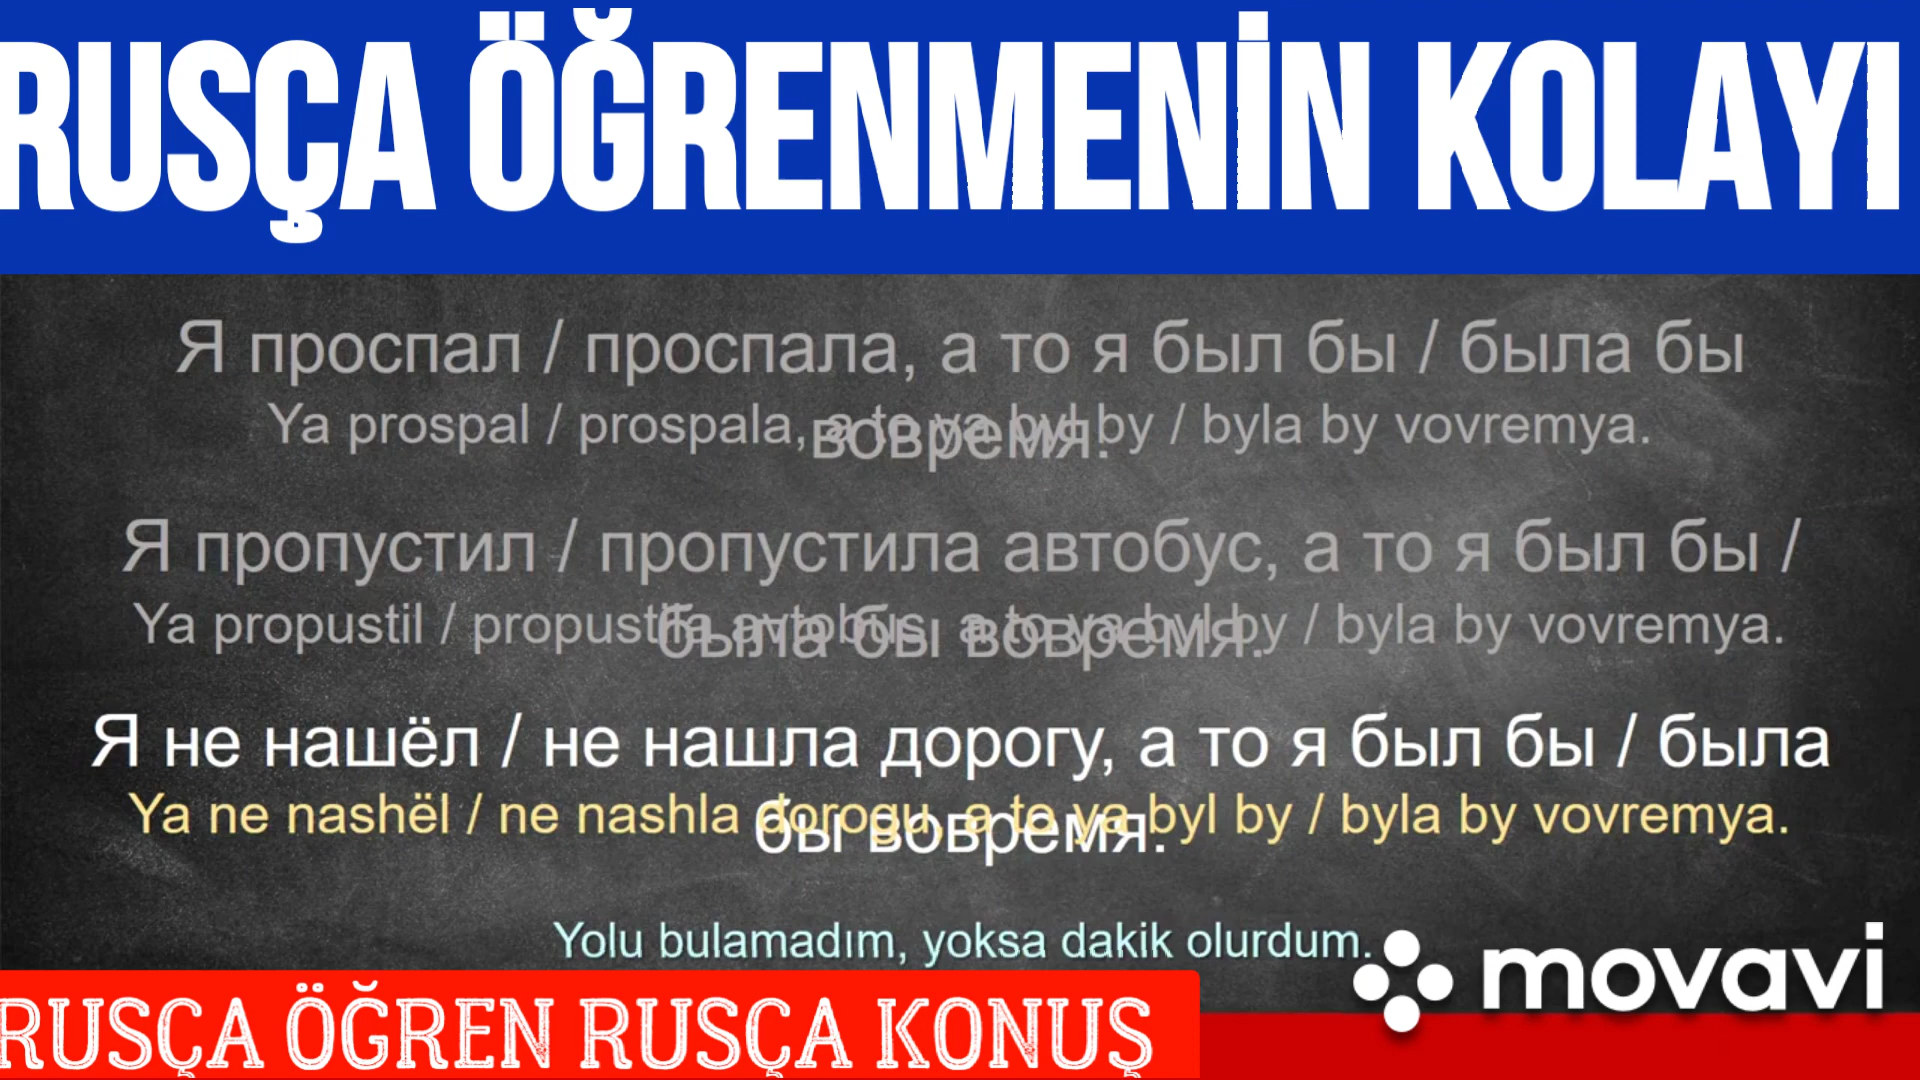 RUSÇA ÖĞRENMENİN KOLAYI
Я проспал / проспала, а то я был бы / была бы
вовремя.
Ya prospal / prospala, a to ya byl by / byla by vovremya.
Я пропустил / пропустила автобус, а то я был бы /
была бы вовремя.
Ya propustil / propustila avtobus, a to ya byl by / byla by vovremya.
Я не нашёл / не нашла дорогу, а то я был бы / была
бы вовремя.
Ya ne nashël / ne nashla dorogu, a to ya byl by / byla by vovremya.
Yolu bulamadım, yoksa dakik olurdum.
movavi
RUSÇA ÖĞREN RUSÇA KONUŞ